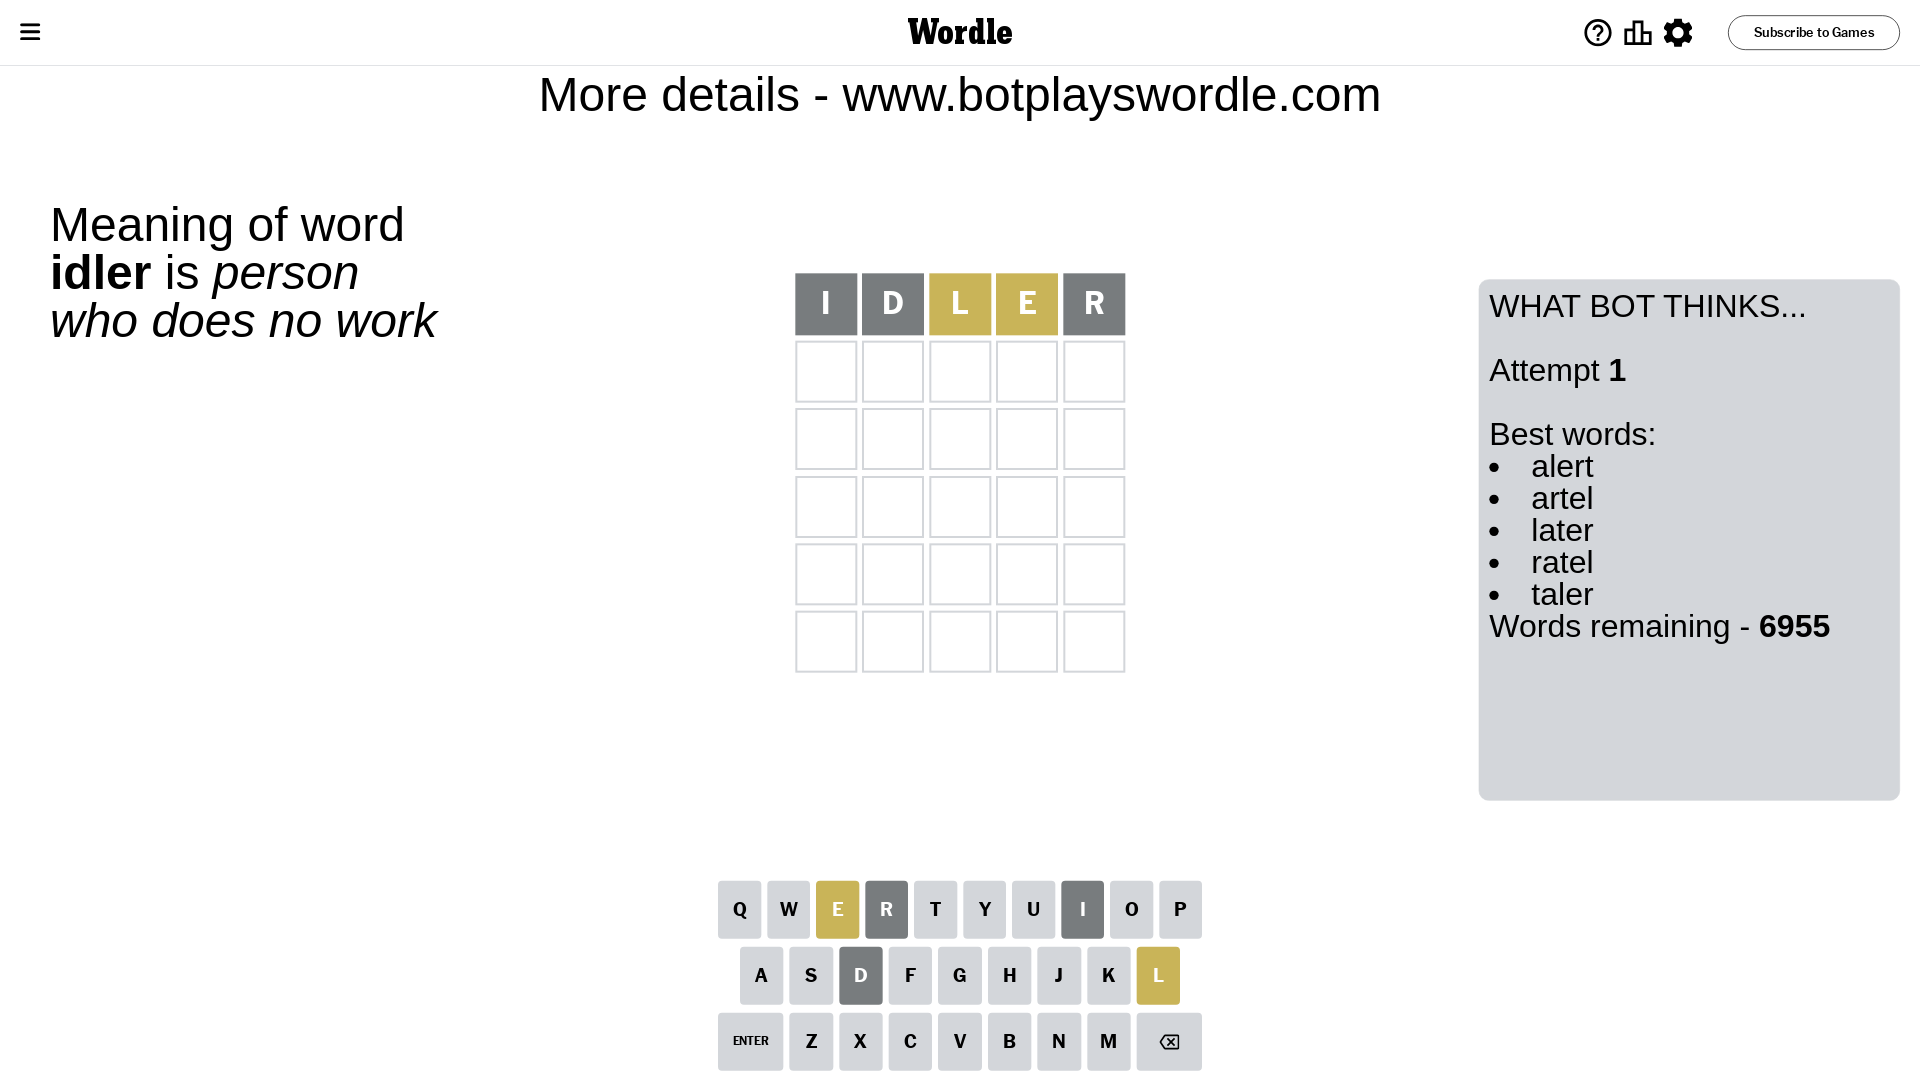 Wordle
Subscribe to Games
More details - www.botplayswordle.com
Meaning of word
idler is person
who does no work
I D L E R
WHAT BOT THINKS...
Attempt 1
Best words:
• alert
• artel
• later
• ratel
• taler
Words remaining - 6955
Q W E R T Y U I O P
A S D F G H J K L
ENTER Z X C V B N M